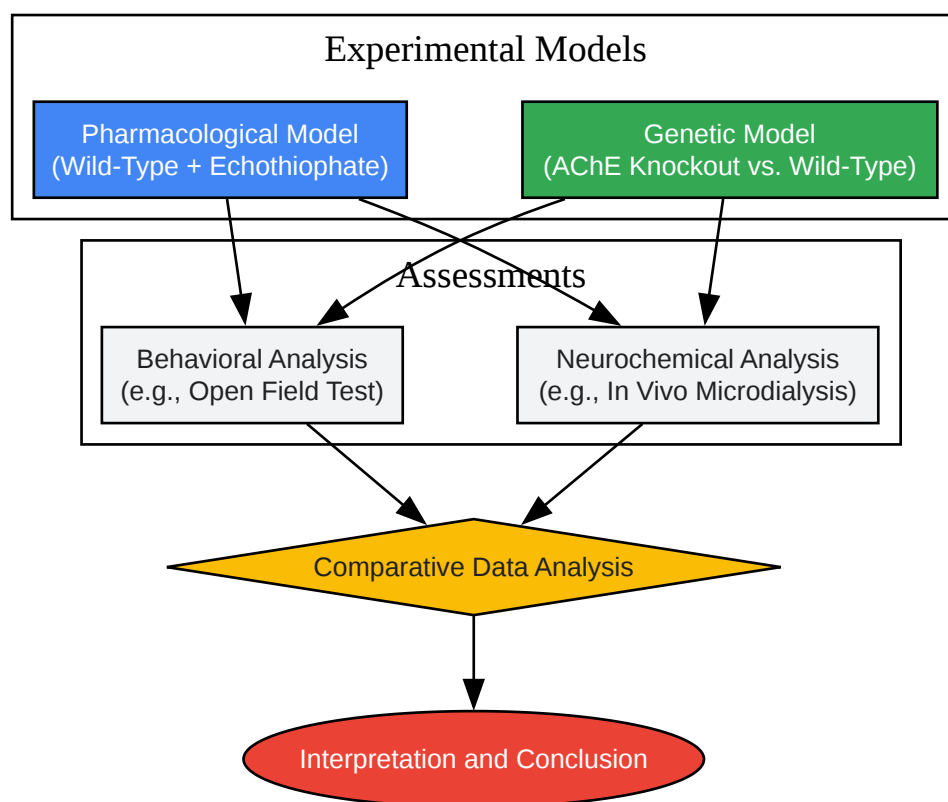 Experimental Models
Pharmacological Model
(Wild-Type + Echothiophate)
Genetic Model
(AChE Knockout vs. Wild-Type)
Assessments
Behavioral Analysis
(e.g., Open Field Test)
Neurochemical Analysis
(e.g., In Vivo Microdialysis)
Comparative Data Analysis
Interpretation and Conclusion